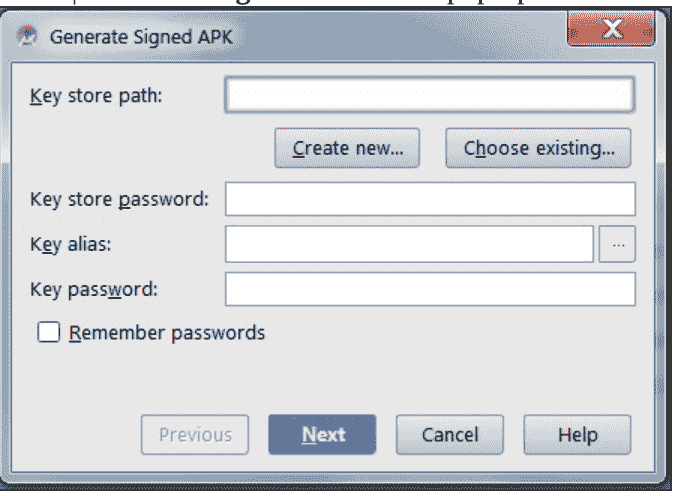 Generate Signed APK
Key store path:
Create new... Choose existing...
Key store password:
Key alias:
...
Key password:
Remember passwords
Previous Next Cancel Help